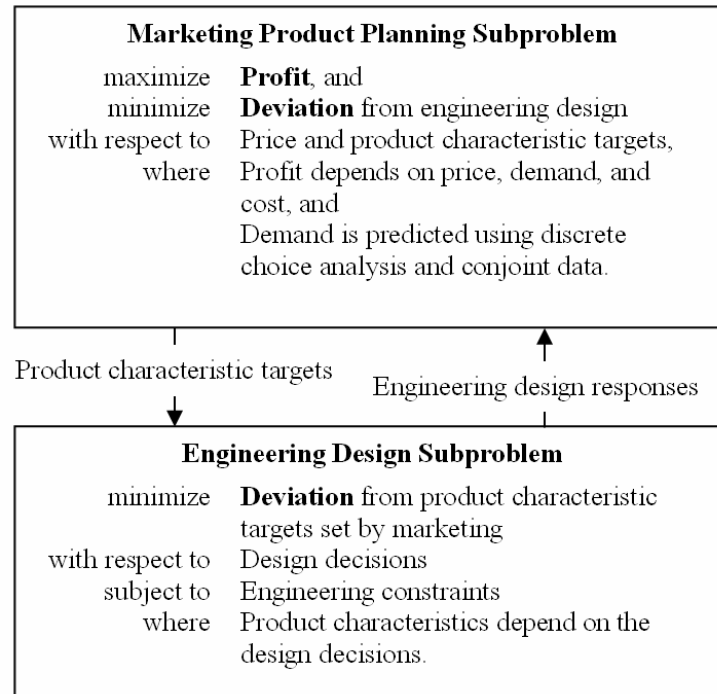 Marketing Product Planning Subproblem
maximize Profit, and
minimize Deviation from engineering design
with respect to Price and product characteristic targets,
where Profit depends on price, demand, and
cost, and
Demand is predicted using discrete
choice analysis and conjoint data.
Product characteristic targets
Engineering design responses
Engineering Design Subproblem
minimize Deviation from product characteristic
targets set by marketing
with respect to Design decisions
subject to Engineering constraints
where Product characteristics depend on the
design decisions.